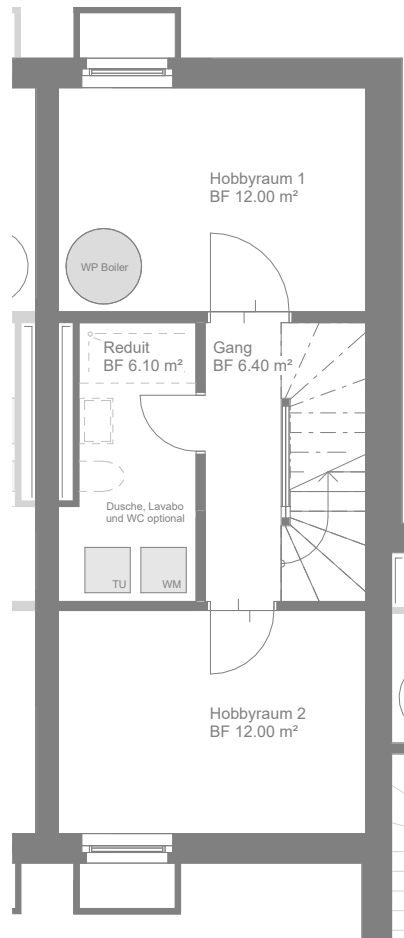 Hobbyraum 1
BF 12.00 m²
WP Boiler
Reduit
BF 6.10 m²
Gang
BF 6.40 m²
Dusche, Lavabo
und WC optional
TU
WM
Hobbyraum 2
BF 12.00 m²